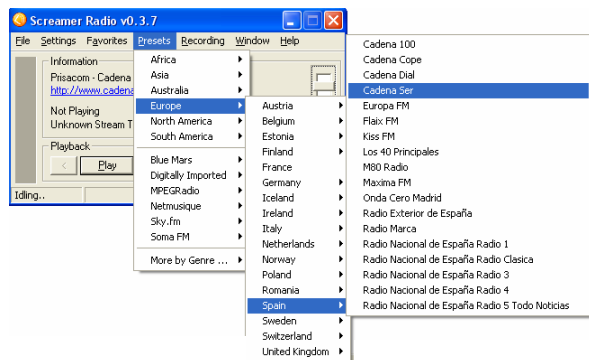 Screamer Radio v0.3.7
File Settings Favorites Presets Recording Window Help
Information
Prisacom - Cadena
http://www.cadena
Not Playing
Unknown Stream T
Playback
< Play
Idling..
Africa
Asia
Australia
Europe
North America
South America
Blue Mars
Digitally Imported
MPEGRadio
Netmusique
Sky.fm
Soma FM
More by Genre ...
Austria
Belgium
Estonia
Finland
France
Germany
Iceland
Ireland
Italy
Netherlands
Norway
Poland
Romania
Spain
Sweden
Switzerland
United Kingdom
Cadena 100
Cadena Cope
Cadena Dial
Cadena Ser
Europa FM
Flaix FM
Kiss FM
Los 40 Principales
M80 Radio
Maxima FM
Onda Cero Madrid
Radio Exterior de España
Radio Marca
Radio Nacional de España Radio 1
Radio Nacional de España Radio Clasica
Radio Nacional de España Radio 3
Radio Nacional de España Radio 4
Radio Nacional de España Radio 5 Todo Noticias